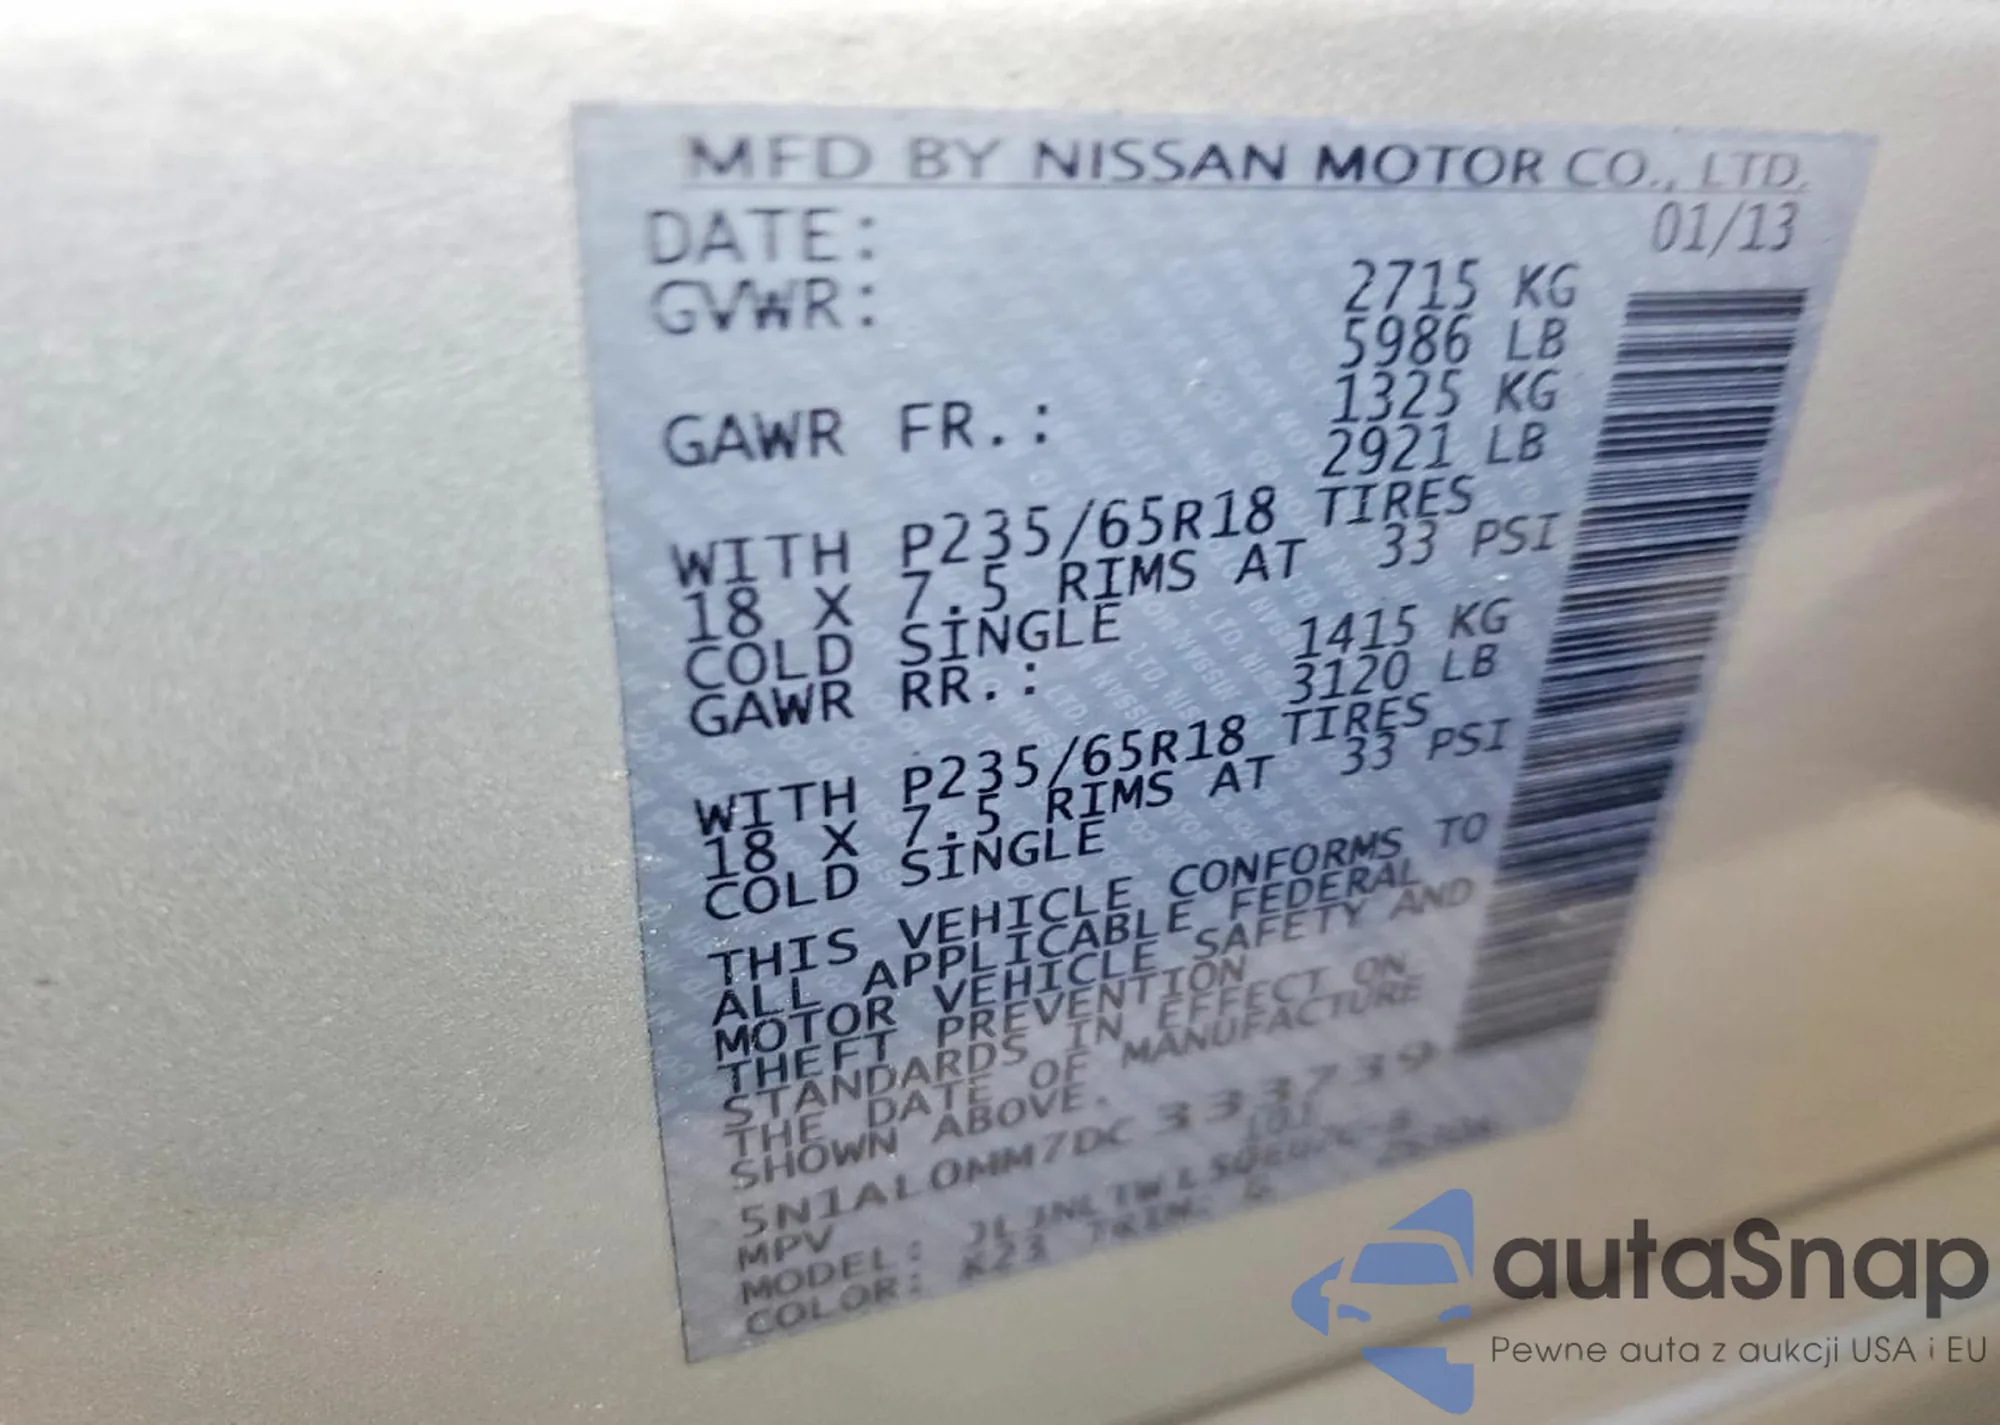 MFD BY NISSAN MOTOR CO., LTD.
DATE: 01/13
GVWR: 2715 KG
5986 LB
GAWR FR.: 1325 KG
2921 LB
WITH P235/65R18 TIRES
18 X 7.5 RIMS AT 33 PSI
COLD SINGLE
GAWR RR.: 1415 KG
3120 LB
WITH P235/65R18 TIRES
18 X 7.5 RIMS AT 33 PSI
COLD SINGLE
THIS VEHICLE CONFORMS TO
ALL APPLICABLE FEDERAL
MOTOR VEHICLE SAFETY AND
THEFT PREVENTION
STANDARDS IN EFFECT ON
THE DATE OF MANUFACTURE
SHOWN ABOVE.
5N1AL0MM7DC333739
MPV
MODEL:
COLOR: K23 TRIM: G
autaSnap
Pewne auta z aukcji USA i EU